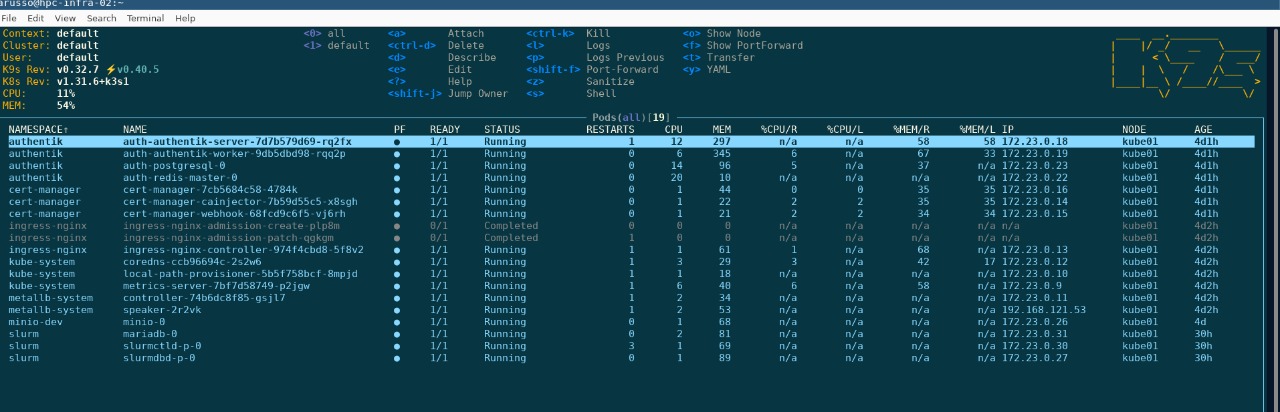 arusso@hpc-infra-02:~
File Edit View Search Terminal Help
Context: default <0> all <a> Attach <ctrl-k> Kill <o> Show Node
Cluster: default <1> default <ctrl-d> Delete <l> Logs <f> Show PortForward
User: default <d> Describe <p> Logs Previous <t> Transfer
K9s Rev: v0.32.7 ⚡v0.40.5 <e> Edit <shift-f> Port-Forward <y> YAML
K8s Rev: v1.31.6+k3s1 <?> Help <z> Sanitize
CPU: 11% <shift-j> Jump Owner <s> Shell
MEM: 54%
Pods(all)[19]
NAMESPACE↑ NAME PF READY STATUS RESTARTS CPU MEM %CPU/R %CPU/L %MEM/R %MEM/L IP NODE AGE
authentik auth-authentik-server-7d7b579d69-rq2fx ● 1/1 Running 1 12 297 n/a n/a 58 58 172.23.0.18 kube01 4d1h
authentik auth-authentik-worker-9db5dbd98-rqq2p ● 1/1 Running 0 6 345 6 n/a 67 33 172.23.0.19 kube01 4d1h
authentik auth-postgresql-0 ● 1/1 Running 0 14 96 5 n/a 37 n/a 172.23.0.23 kube01 4d1h
authentik auth-redis-master-0 ● 1/1 Running 0 20 10 n/a n/a n/a n/a 172.23.0.22 kube01 4d1h
cert-manager cert-manager-7cb5684c58-4784k ● 1/1 Running 0 1 44 0 0 35 35 172.23.0.16 kube01 4d1h
cert-manager cert-manager-cainjector-7b59d55c5-x8sgh ● 1/1 Running 0 1 22 2 2 35 35 172.23.0.14 kube01 4d1h
cert-manager cert-manager-webhook-68fcd9c6f5-vj6rh ● 1/1 Running 0 1 21 2 2 34 34 172.23.0.15 kube01 4d1h
ingress-nginx ingress-nginx-admission-create-plp8m ● 0/1 Completed 0 0 0 n/a n/a n/a n/a n/a kube01 4d2h
ingress-nginx ingress-nginx-admission-patch-qgkgm ● 0/1 Completed 1 0 0 n/a n/a n/a n/a n/a kube01 4d2h
ingress-nginx ingress-nginx-controller-974f4cbd8-5f8v2 ● 1/1 Running 1 1 61 1 n/a 68 n/a 172.23.0.13 kube01 4d2h
kube-system coredns-ccb96694c-2s2w6 ● 1/1 Running 1 3 29 3 n/a 42 17 172.23.0.12 kube01 4d2h
kube-system local-path-provisioner-5b5f758bcf-8mpjd ● 1/1 Running 1 1 18 n/a n/a n/a n/a 172.23.0.10 kube01 4d2h
kube-system metrics-server-7bf7d58749-p2jgw ● 1/1 Running 1 6 40 6 n/a 58 n/a 172.23.0.9 kube01 4d2h
metallb-system controller-74b6dc8f85-gsjl7 ● 1/1 Running 1 2 34 n/a n/a n/a n/a 172.23.0.11 kube01 4d2h
metallb-system speaker-2r2vk ● 1/1 Running 1 2 53 n/a n/a n/a n/a 192.168.121.53 kube01 4d2h
minio-dev minio-0 ● 1/1 Running 0 1 68 n/a n/a n/a n/a 172.23.0.26 kube01 4d
slurm mariadb-0 ● 1/1 Running 0 2 81 n/a n/a n/a n/a 172.23.0.31 kube01 30h
slurm slurmctld-p-0 ● 1/1 Running 3 1 69 n/a n/a n/a n/a 172.23.0.30 kube01 30h
slurm slurmdbd-p-0 ● 1/1 Running 0 1 89 n/a n/a n/a n/a 172.23.0.27 kube01 30h